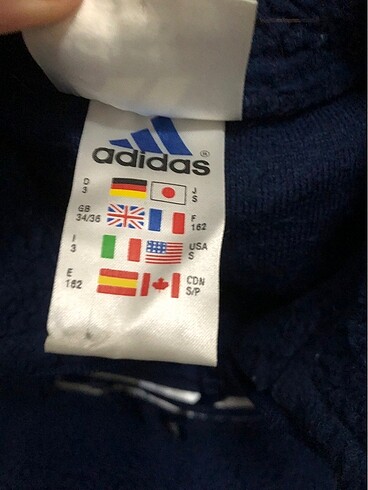 adidas®
D J
3 S
GB F
34/36 162
I USA
3 S
E CDN
162 S/P